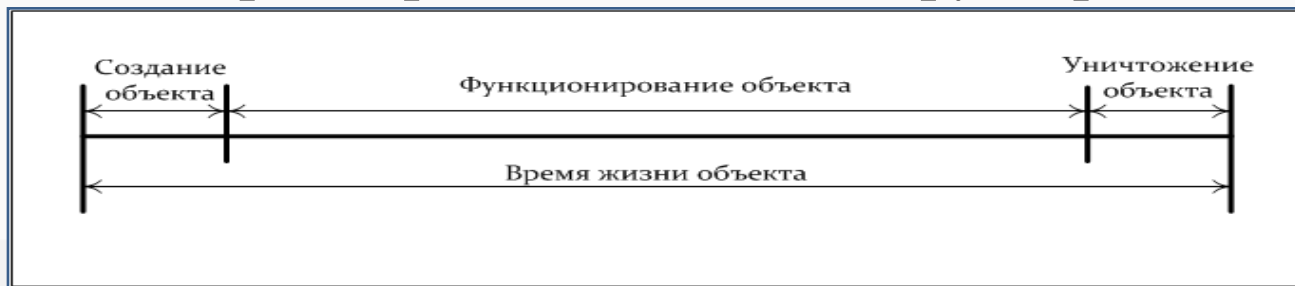 Создание
объекта
Функционирование объекта
Уничтожение
объекта
Время жизни объекта